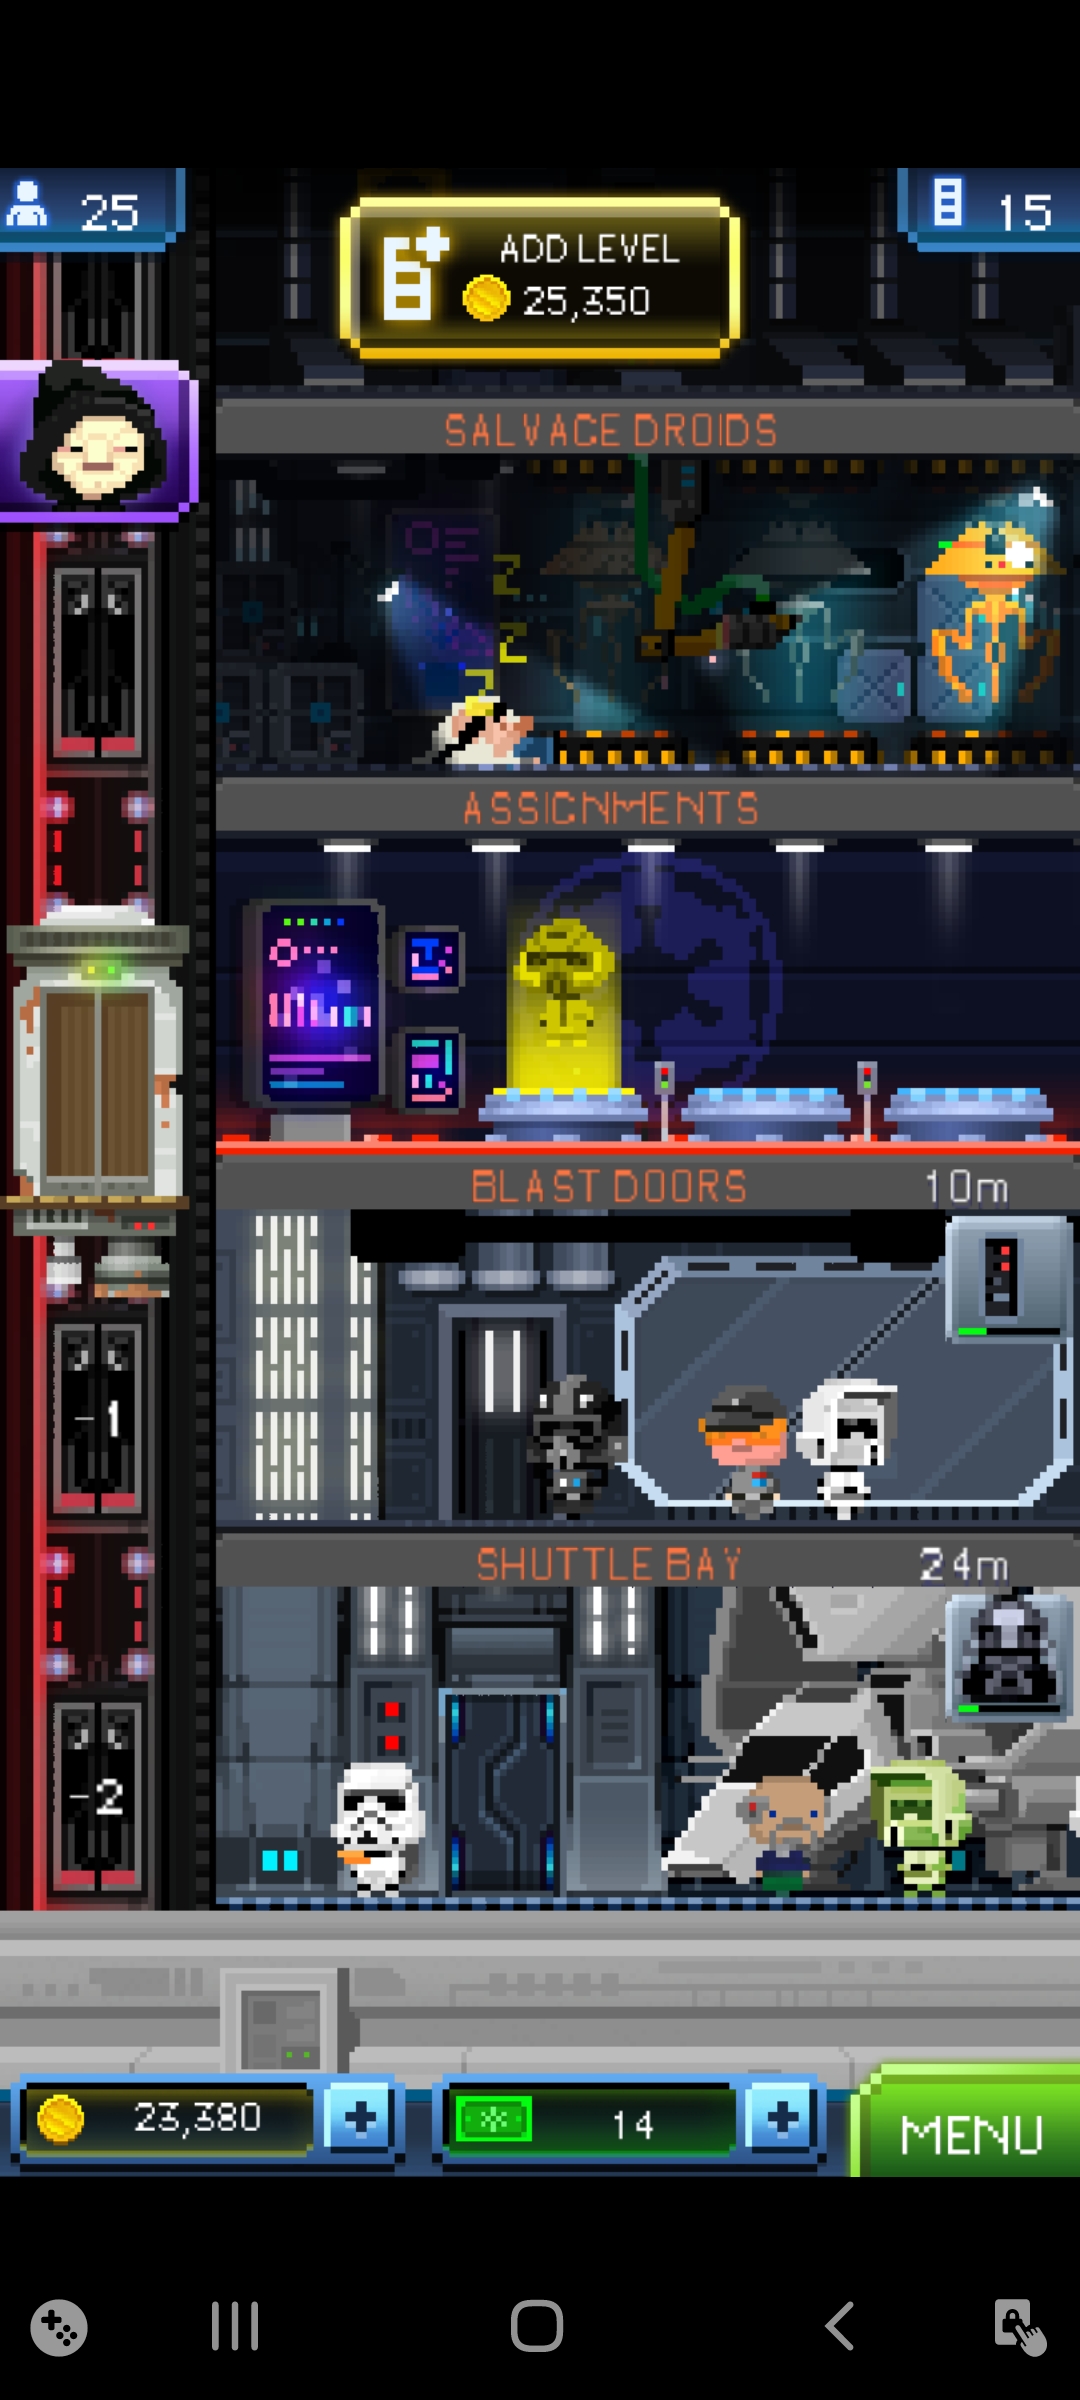 25
ADD LEVEL
25,350
15
SALVAGE DROIDS
Z
Z
Z
ASSIGNMENTS
BLAST DOORS 10m
-1
SHUTTLE BAY 24m
-2
23,380
14
MENU